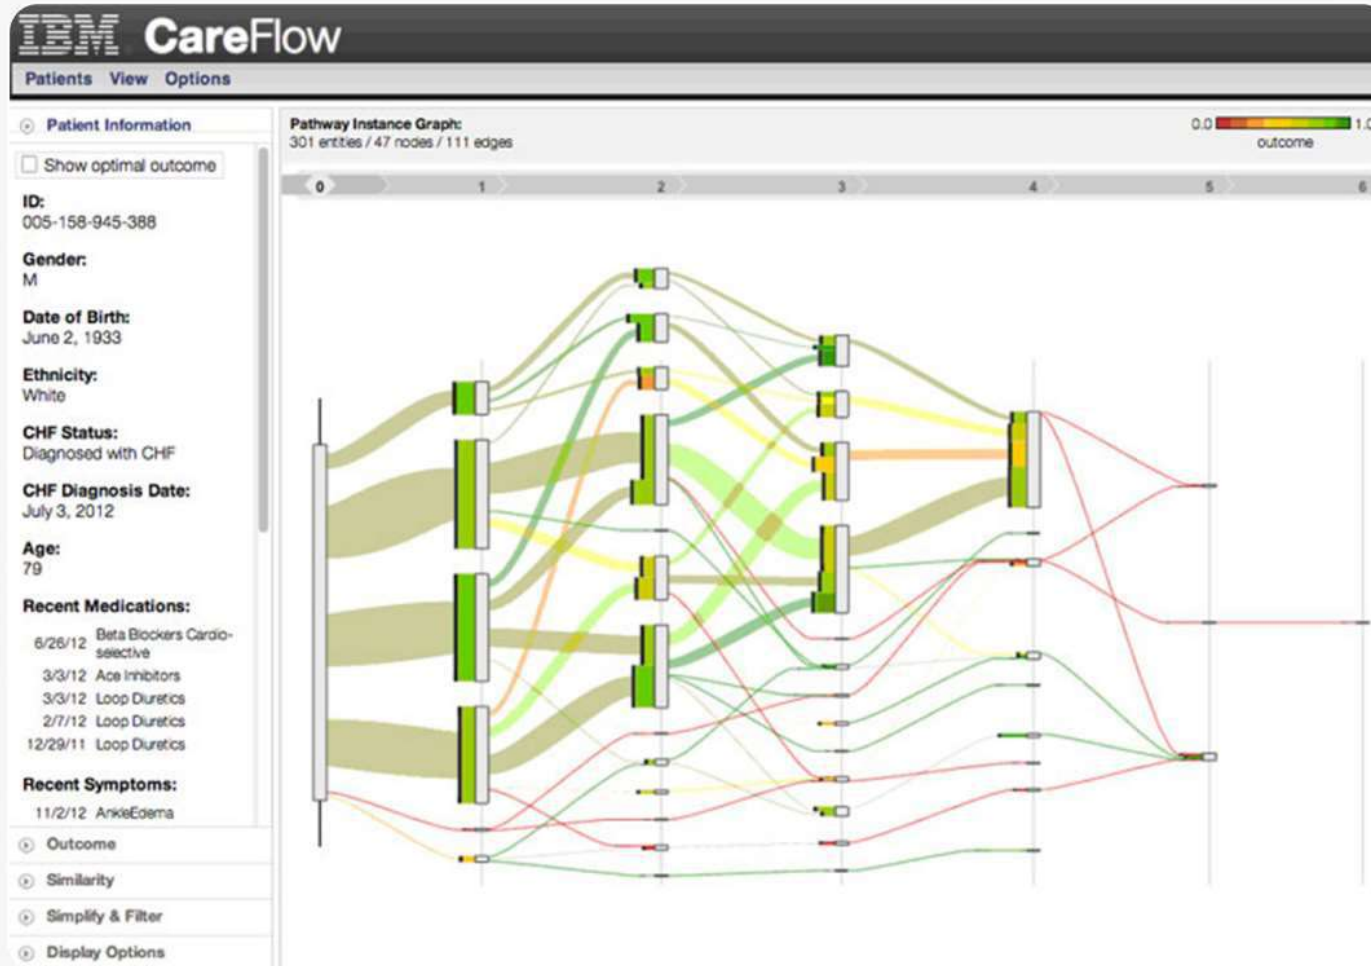 IBM CareFlow
Patients View Options
Patient Information
Show optimal outcome
ID:
005-158-945-388
Gender:
M
Date of Birth:
June 2, 1933
Ethnicity:
White
CHF Status:
Diagnosed with CHF
CHF Diagnosis Date:
July 3, 2012
Age:
79
Recent Medications:
6/26/12 Beta Blockers Cardio-
selective
3/3/12 Ace Inhibitors
3/3/12 Loop Diuretics
2/7/12 Loop Diuretics
12/29/11 Loop Diuretics
Recent Symptoms:
11/2/12 AnkleEdema
Outcome
Similarity
Simplify & Filter
Display Options
Pathway Instance Graph:
301 entities / 47 nodes / 111 edges
0.0 1.0
outcome
0 1 2 3 4 5 6